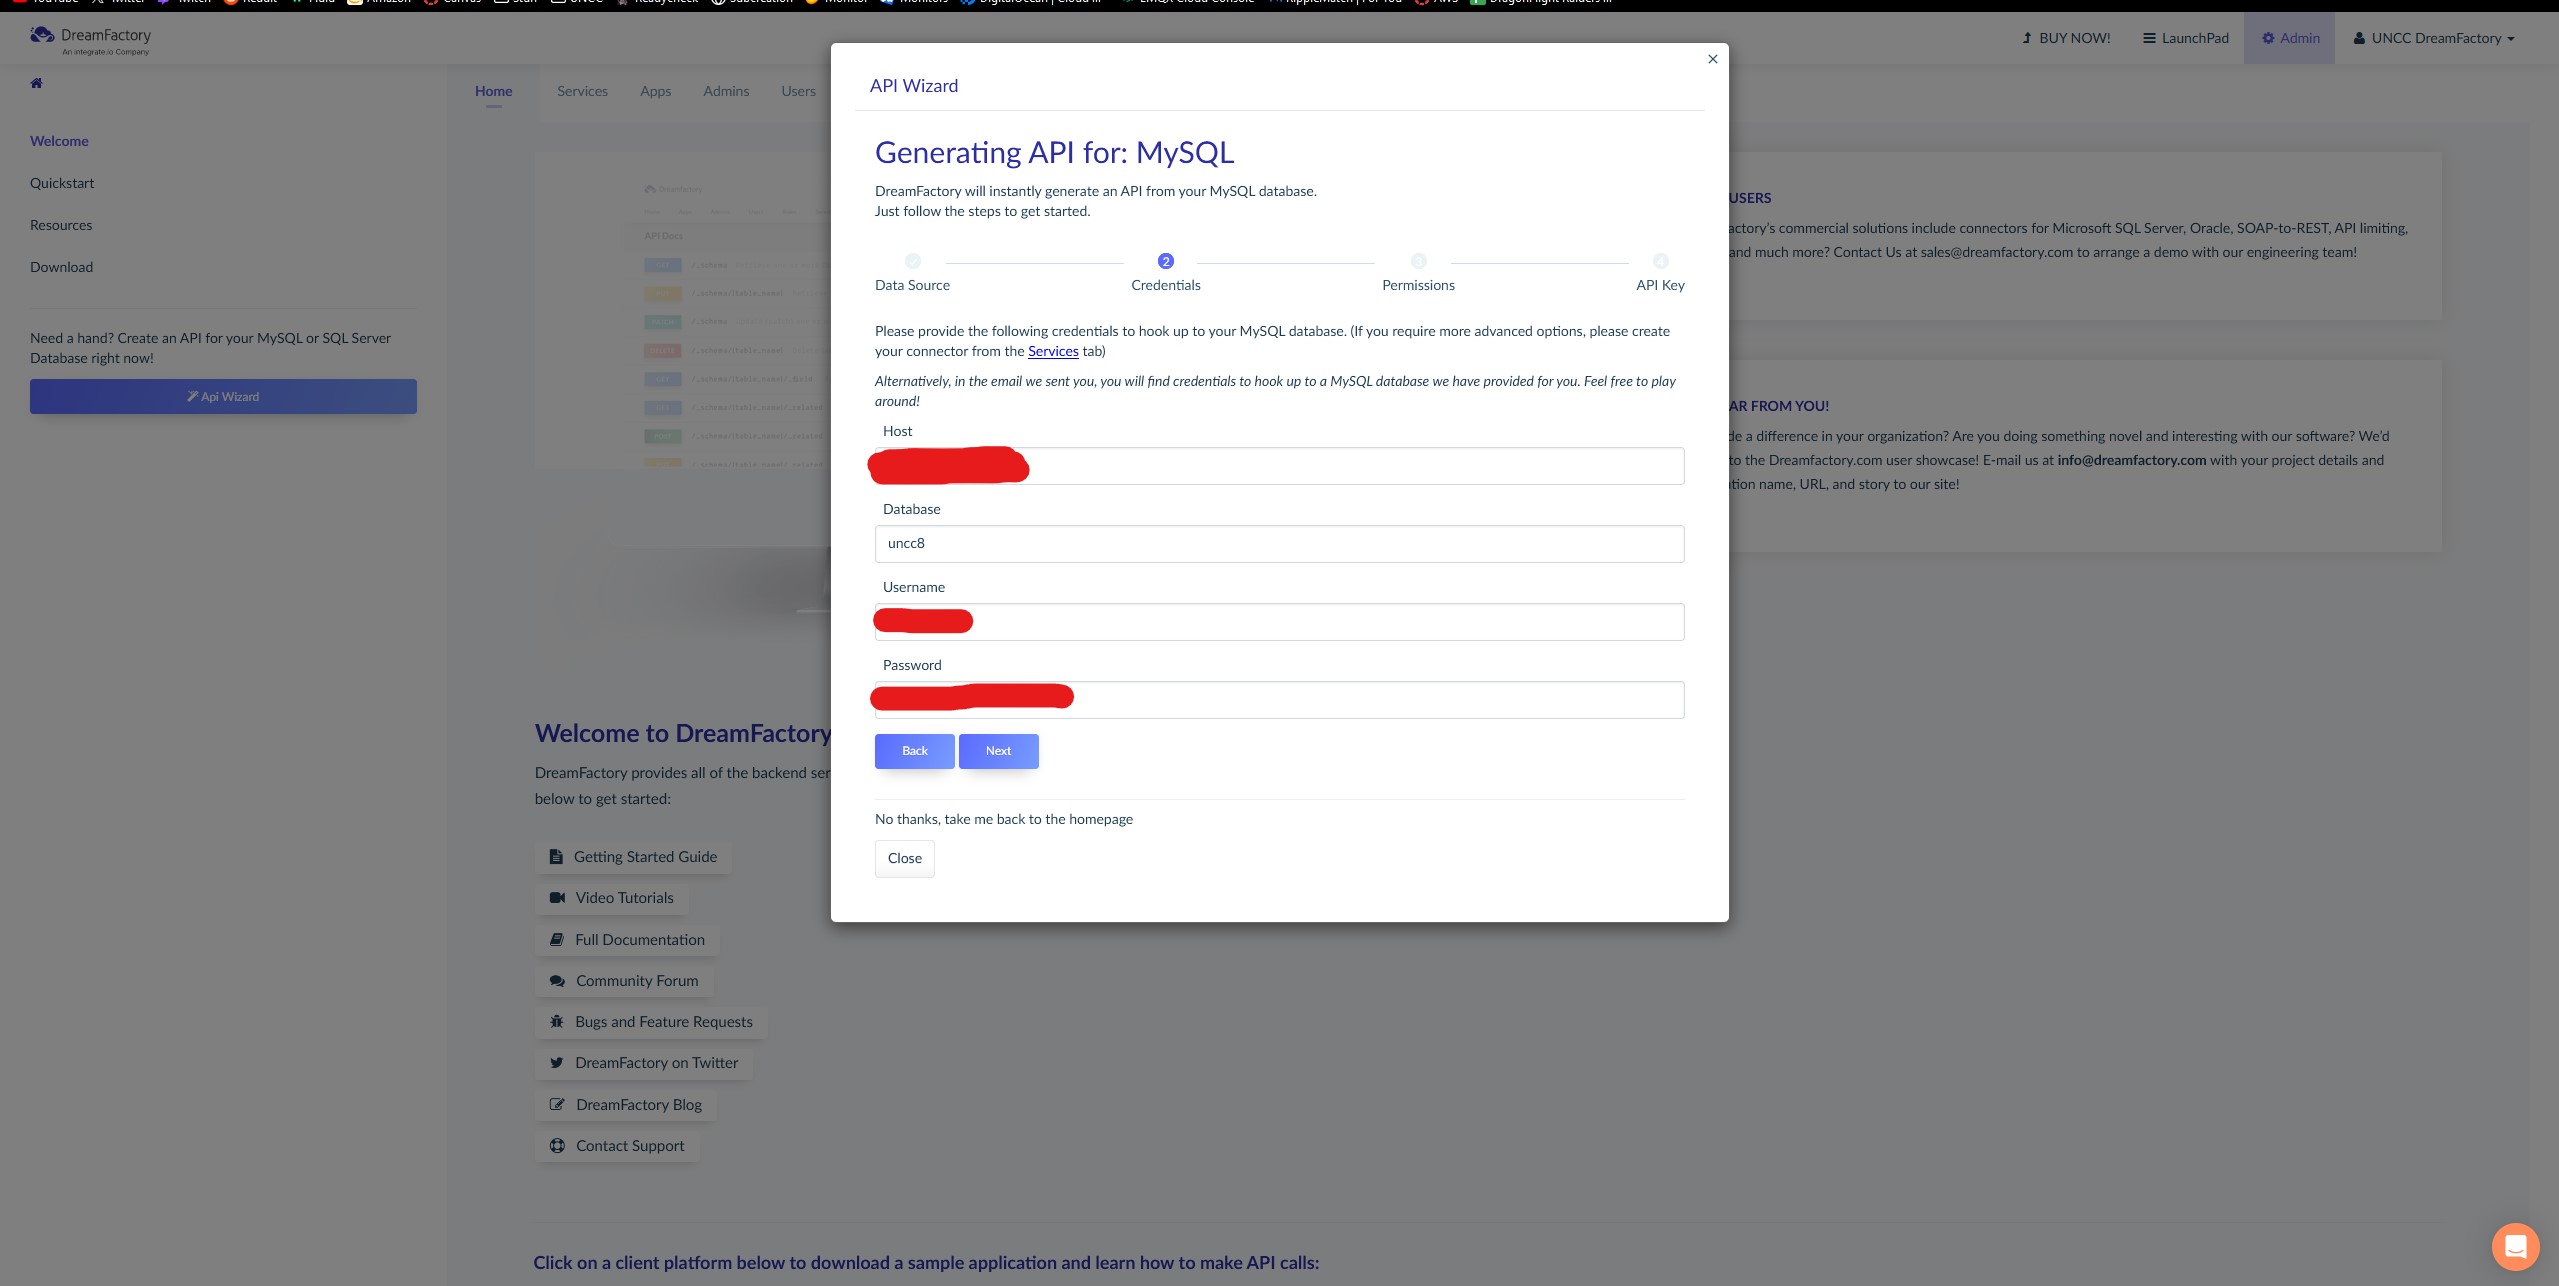 DreamFactory
An integrate.io Company
BUY NOW!
LaunchPad
Admin
UNCC DreamFactory
Home
Services
Apps
Admins
Users
Welcome
Quickstart
Resources
Download
Need a hand? Create an API for your MySQL or SQL Server
Database right now!
Api Wizard
API Docs
API Wizard
Generating API for: MySQL
DreamFactory will instantly generate an API from your MySQL database.
Just follow the steps to get started.
2
3
4
Data Source
Credentials
Permissions
API Key
Please provide the following credentials to hook up to your MySQL database. (If you require more advanced options, please create
your connector from the Services tab)
Alternatively, in the email we sent you, you will find credentials to hook up to a MySQL database we have provided for you. Feel free to play
around!
Host
Database
uncc8
Username
Password
Back
Next
No thanks, take me back to the homepage
Close
USERS
actory's commercial solutions include connectors for Microsoft SQL Server, Oracle, SOAP-to-REST, API limiting,
and much more? Contact Us at sales@dreamfactory.com to arrange a demo with our engineering team!
AR FROM YOU!
de a difference in your organization? Are you doing something novel and interesting with our software? We'd
to the Dreamfactory.com user showcase! E-mail us at info@dreamfactory.com with your project details and
tion name, URL, and story to our site!
Welcome to DreamFactory
DreamFactory provides all of the backend ser
below to get started:
Getting Started Guide
Video Tutorials
Full Documentation
Community Forum
Bugs and Feature Requests
DreamFactory on Twitter
DreamFactory Blog
Contact Support
Click on a client platform below to download a sample application and learn how to make API calls: